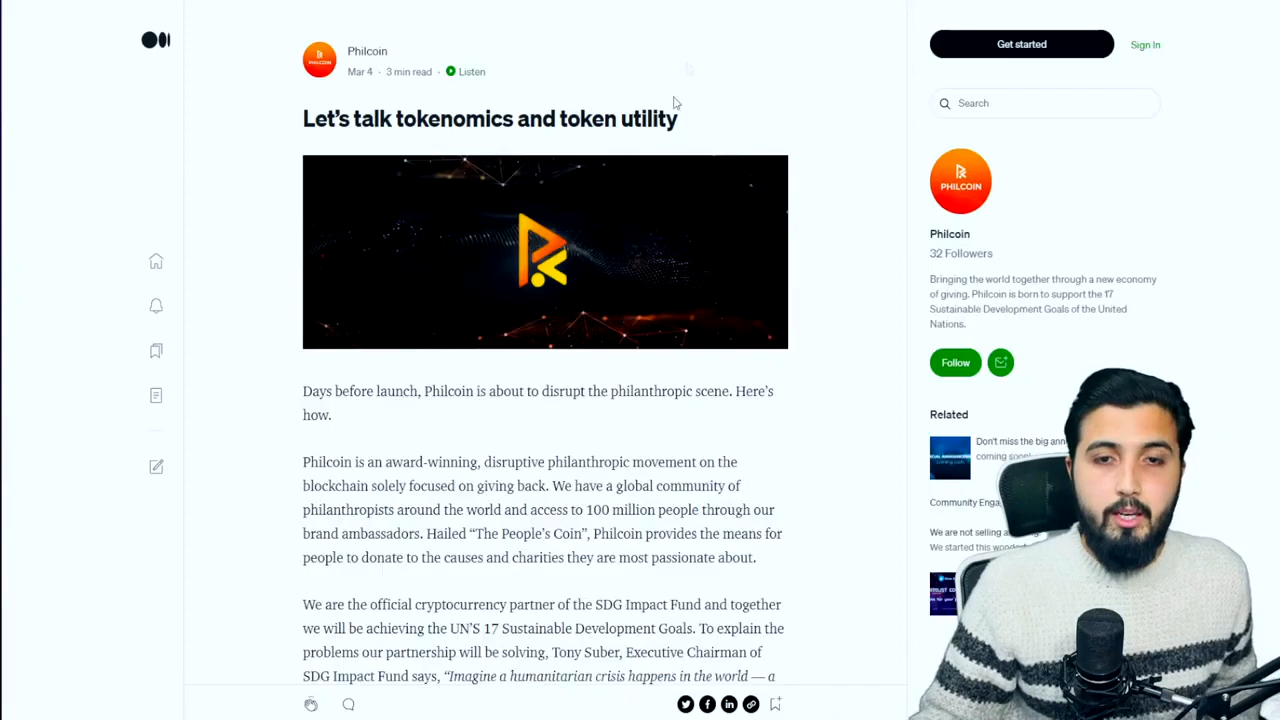 Philcoin
Mar 4 · 3 min read · Listen
Let's talk tokenomics and token utility
PHILCOIN
Days before launch, Philcoin is about to disrupt the philanthropic scene. Here's
how.
Philcoin is an award-winning, disruptive philanthropic movement on the
blockchain solely focused on giving back. We have a global community of
philanthropists around the world and access to 100 million people through our
brand ambassadors. Hailed “The People's Coin”, Philcoin provides the means for
people to donate to the causes and charities they are most passionate about.
We are the official cryptocurrency partner of the SDG Impact Fund and together
we will be achieving the UN'S 17 Sustainable Development Goals. To explain the
problems our partnership will be solving, Tony Suber, Executive Chairman of
SDG Impact Fund says, “Imagine a humanitarian crisis happens in the world — a
Get started
Sign In
Search
PHILCOIN
Philcoin
32 Followers
Bringing the world together through a new economy
of giving. Philcoin is born to support the 17
Sustainable Development Goals of the United
Nations.
Follow
Related
Don't miss the big
coming soon
Community
We are not selling
We started this